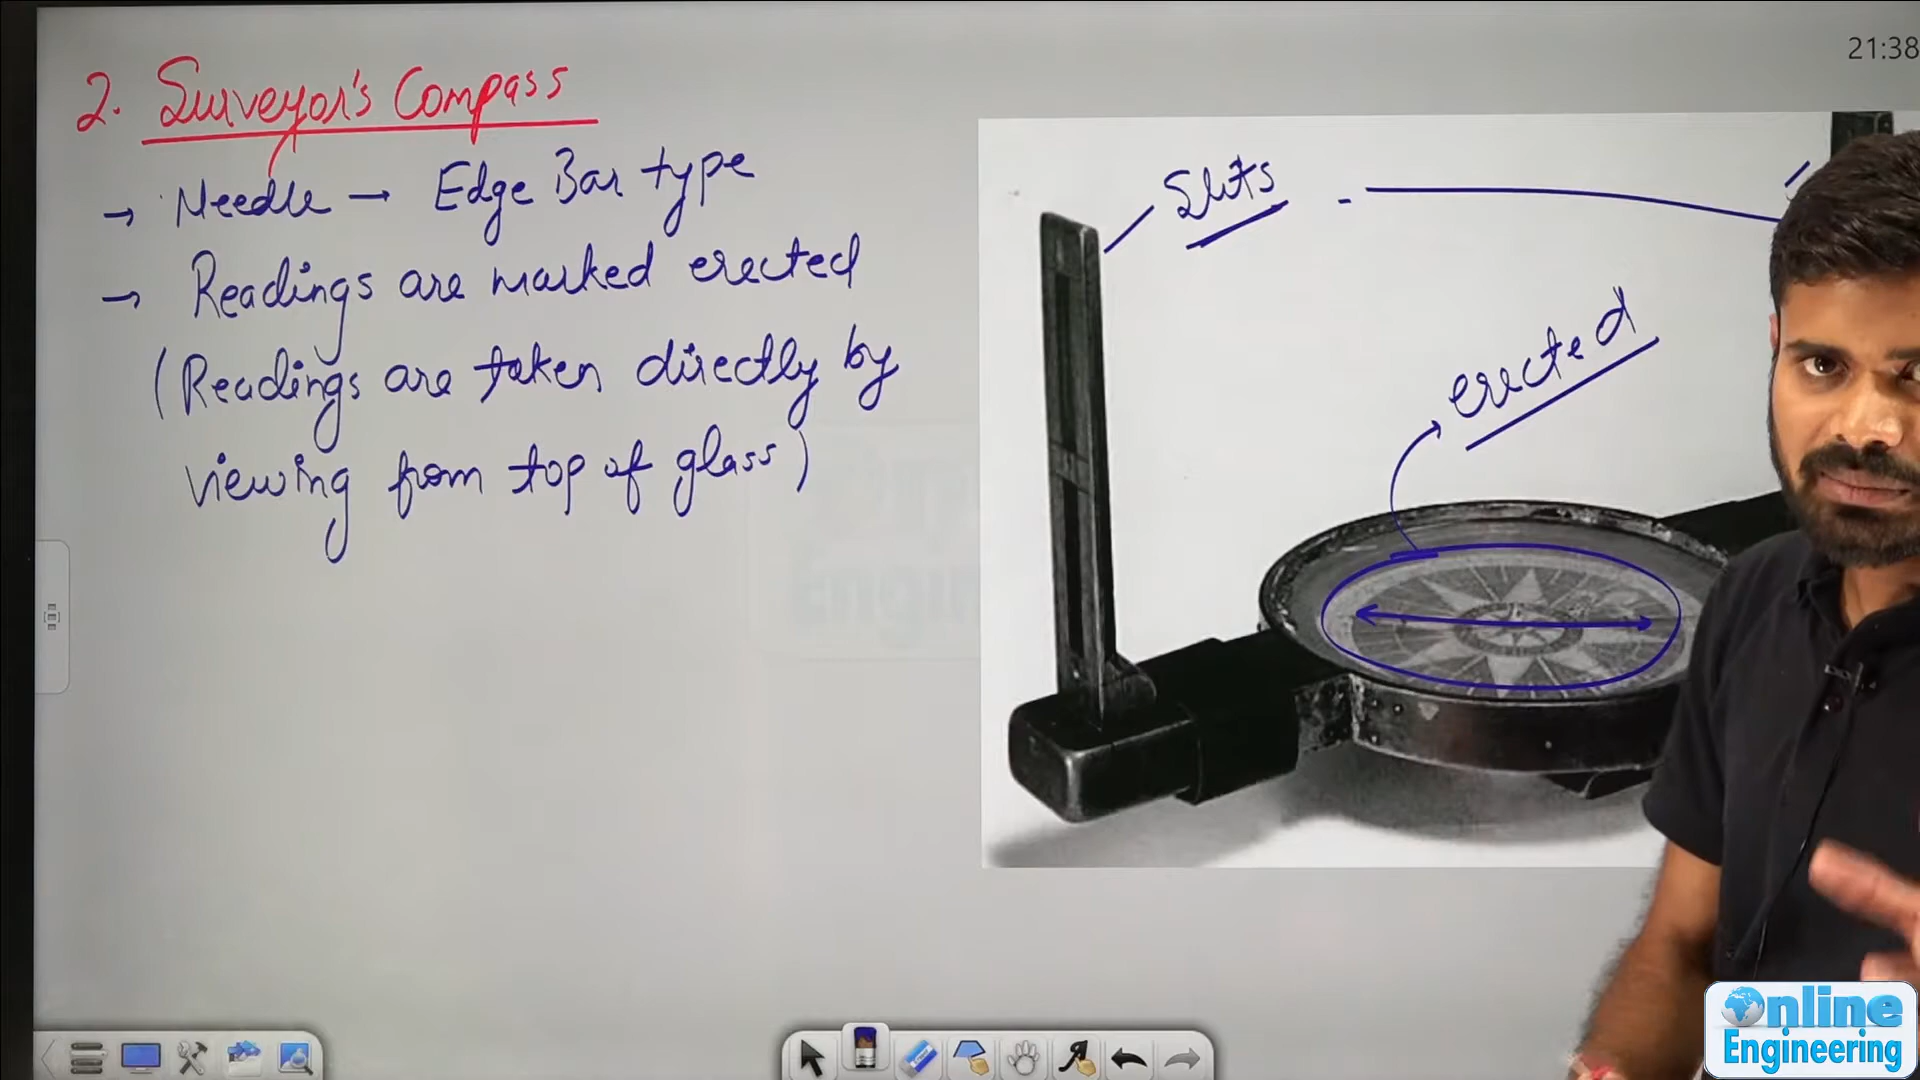 21:38
2. Surveyor's Compass
→ Needle → Edge Bar type
→ Readings are marked erected
(Readings are taken directly by
viewing from top of glass)
Slits
erected
Online
Engineering